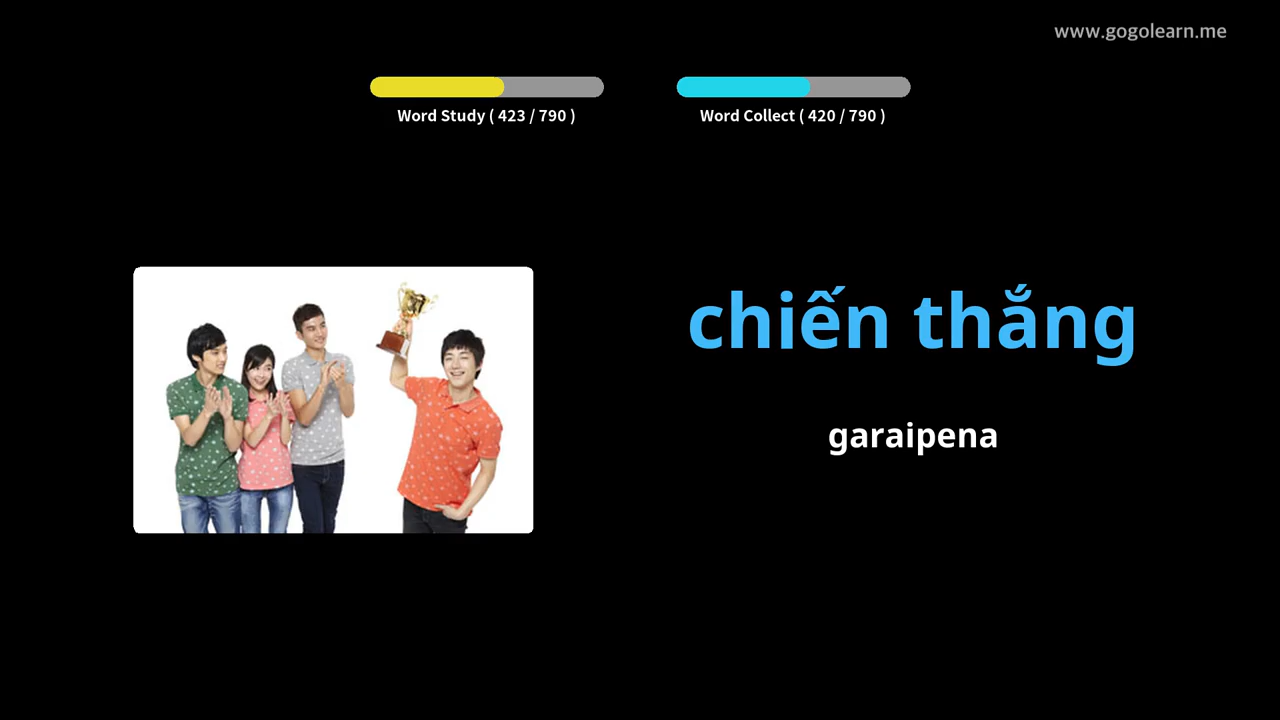 www.gogolearn.me
Word Study ( 423 / 790 )
Word Collect ( 420 / 790 )
chiến thắng
garaipena